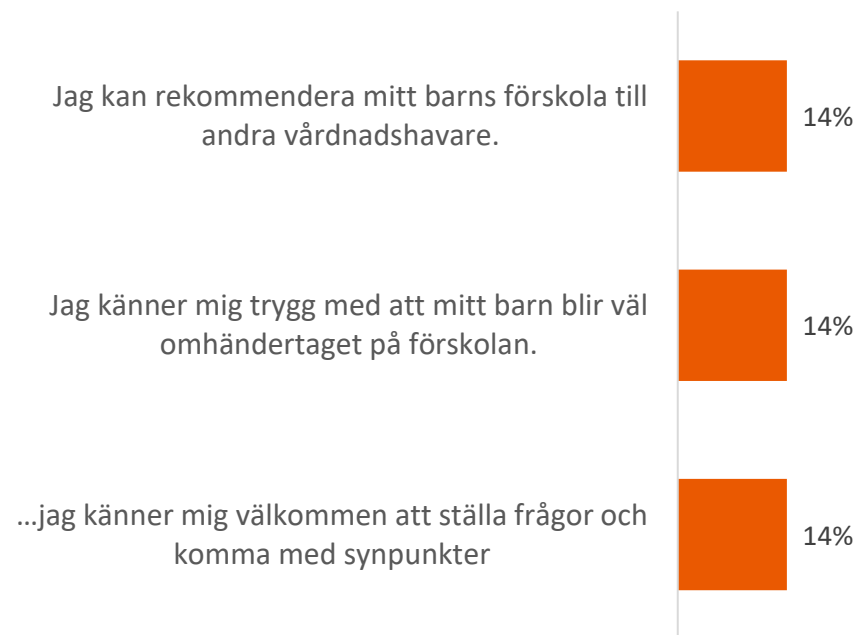 Jag kan rekommendera mitt barns förskola till
andra vårdnadshavare.
14%
Jag känner mig trygg med att mitt barn blir väl
omhändertaget på förskolan.
14%
...jag känner mig välkommen att ställa frågor och
komma med synpunkter
14%